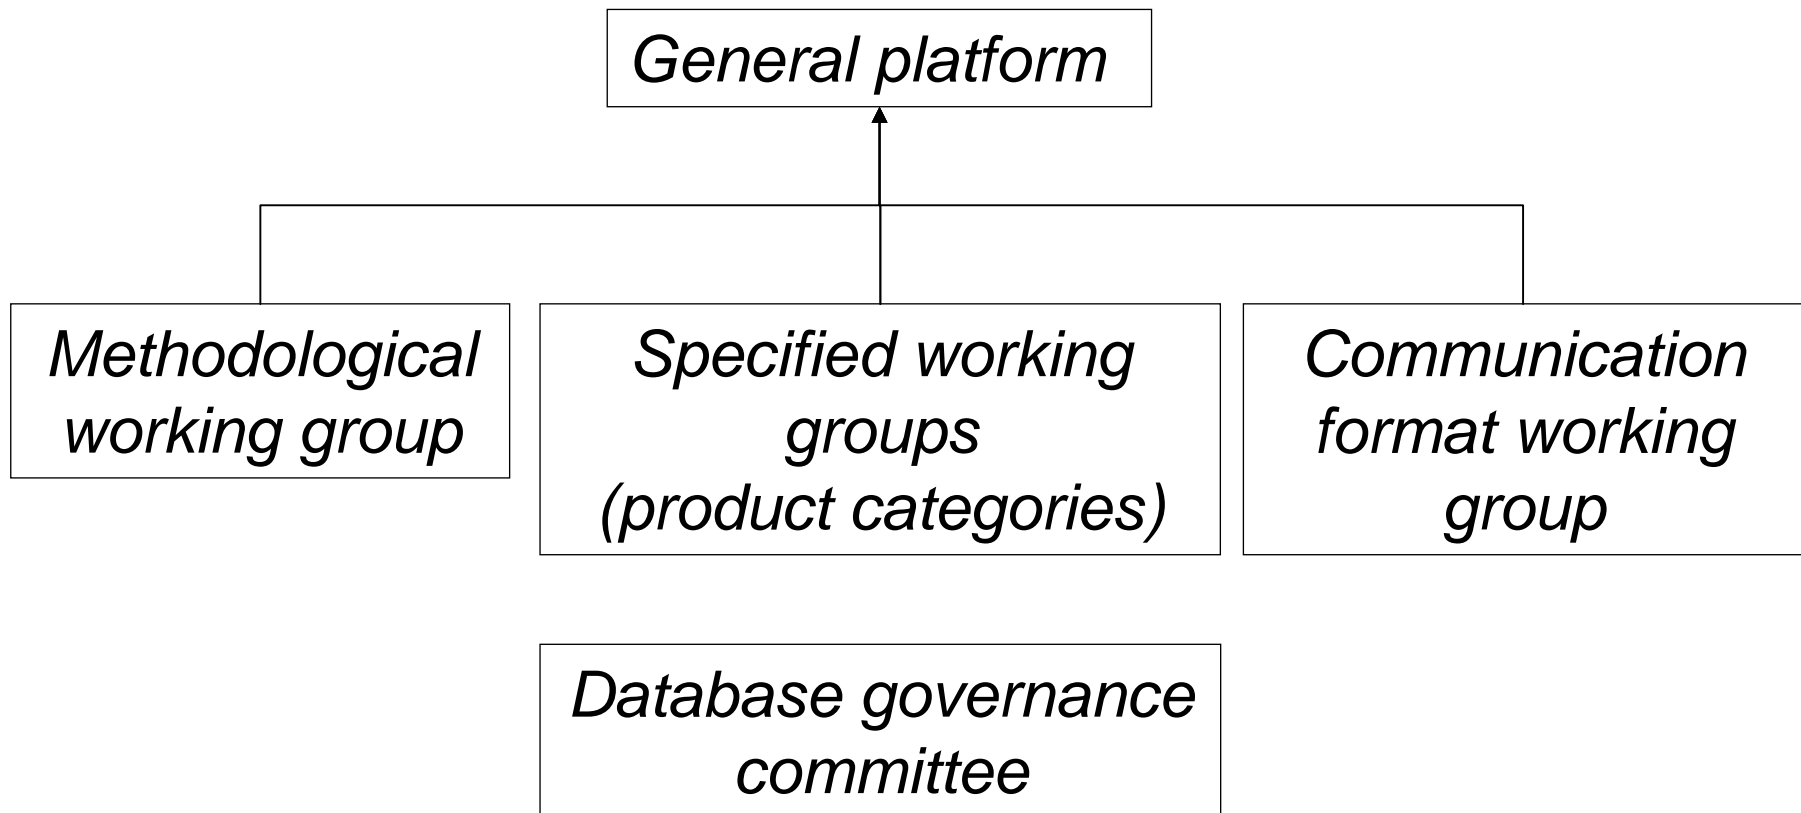 General platform
Methodological
working group
Specified working
groups
(product categories)
Communication
format working
group
Database governance
committee